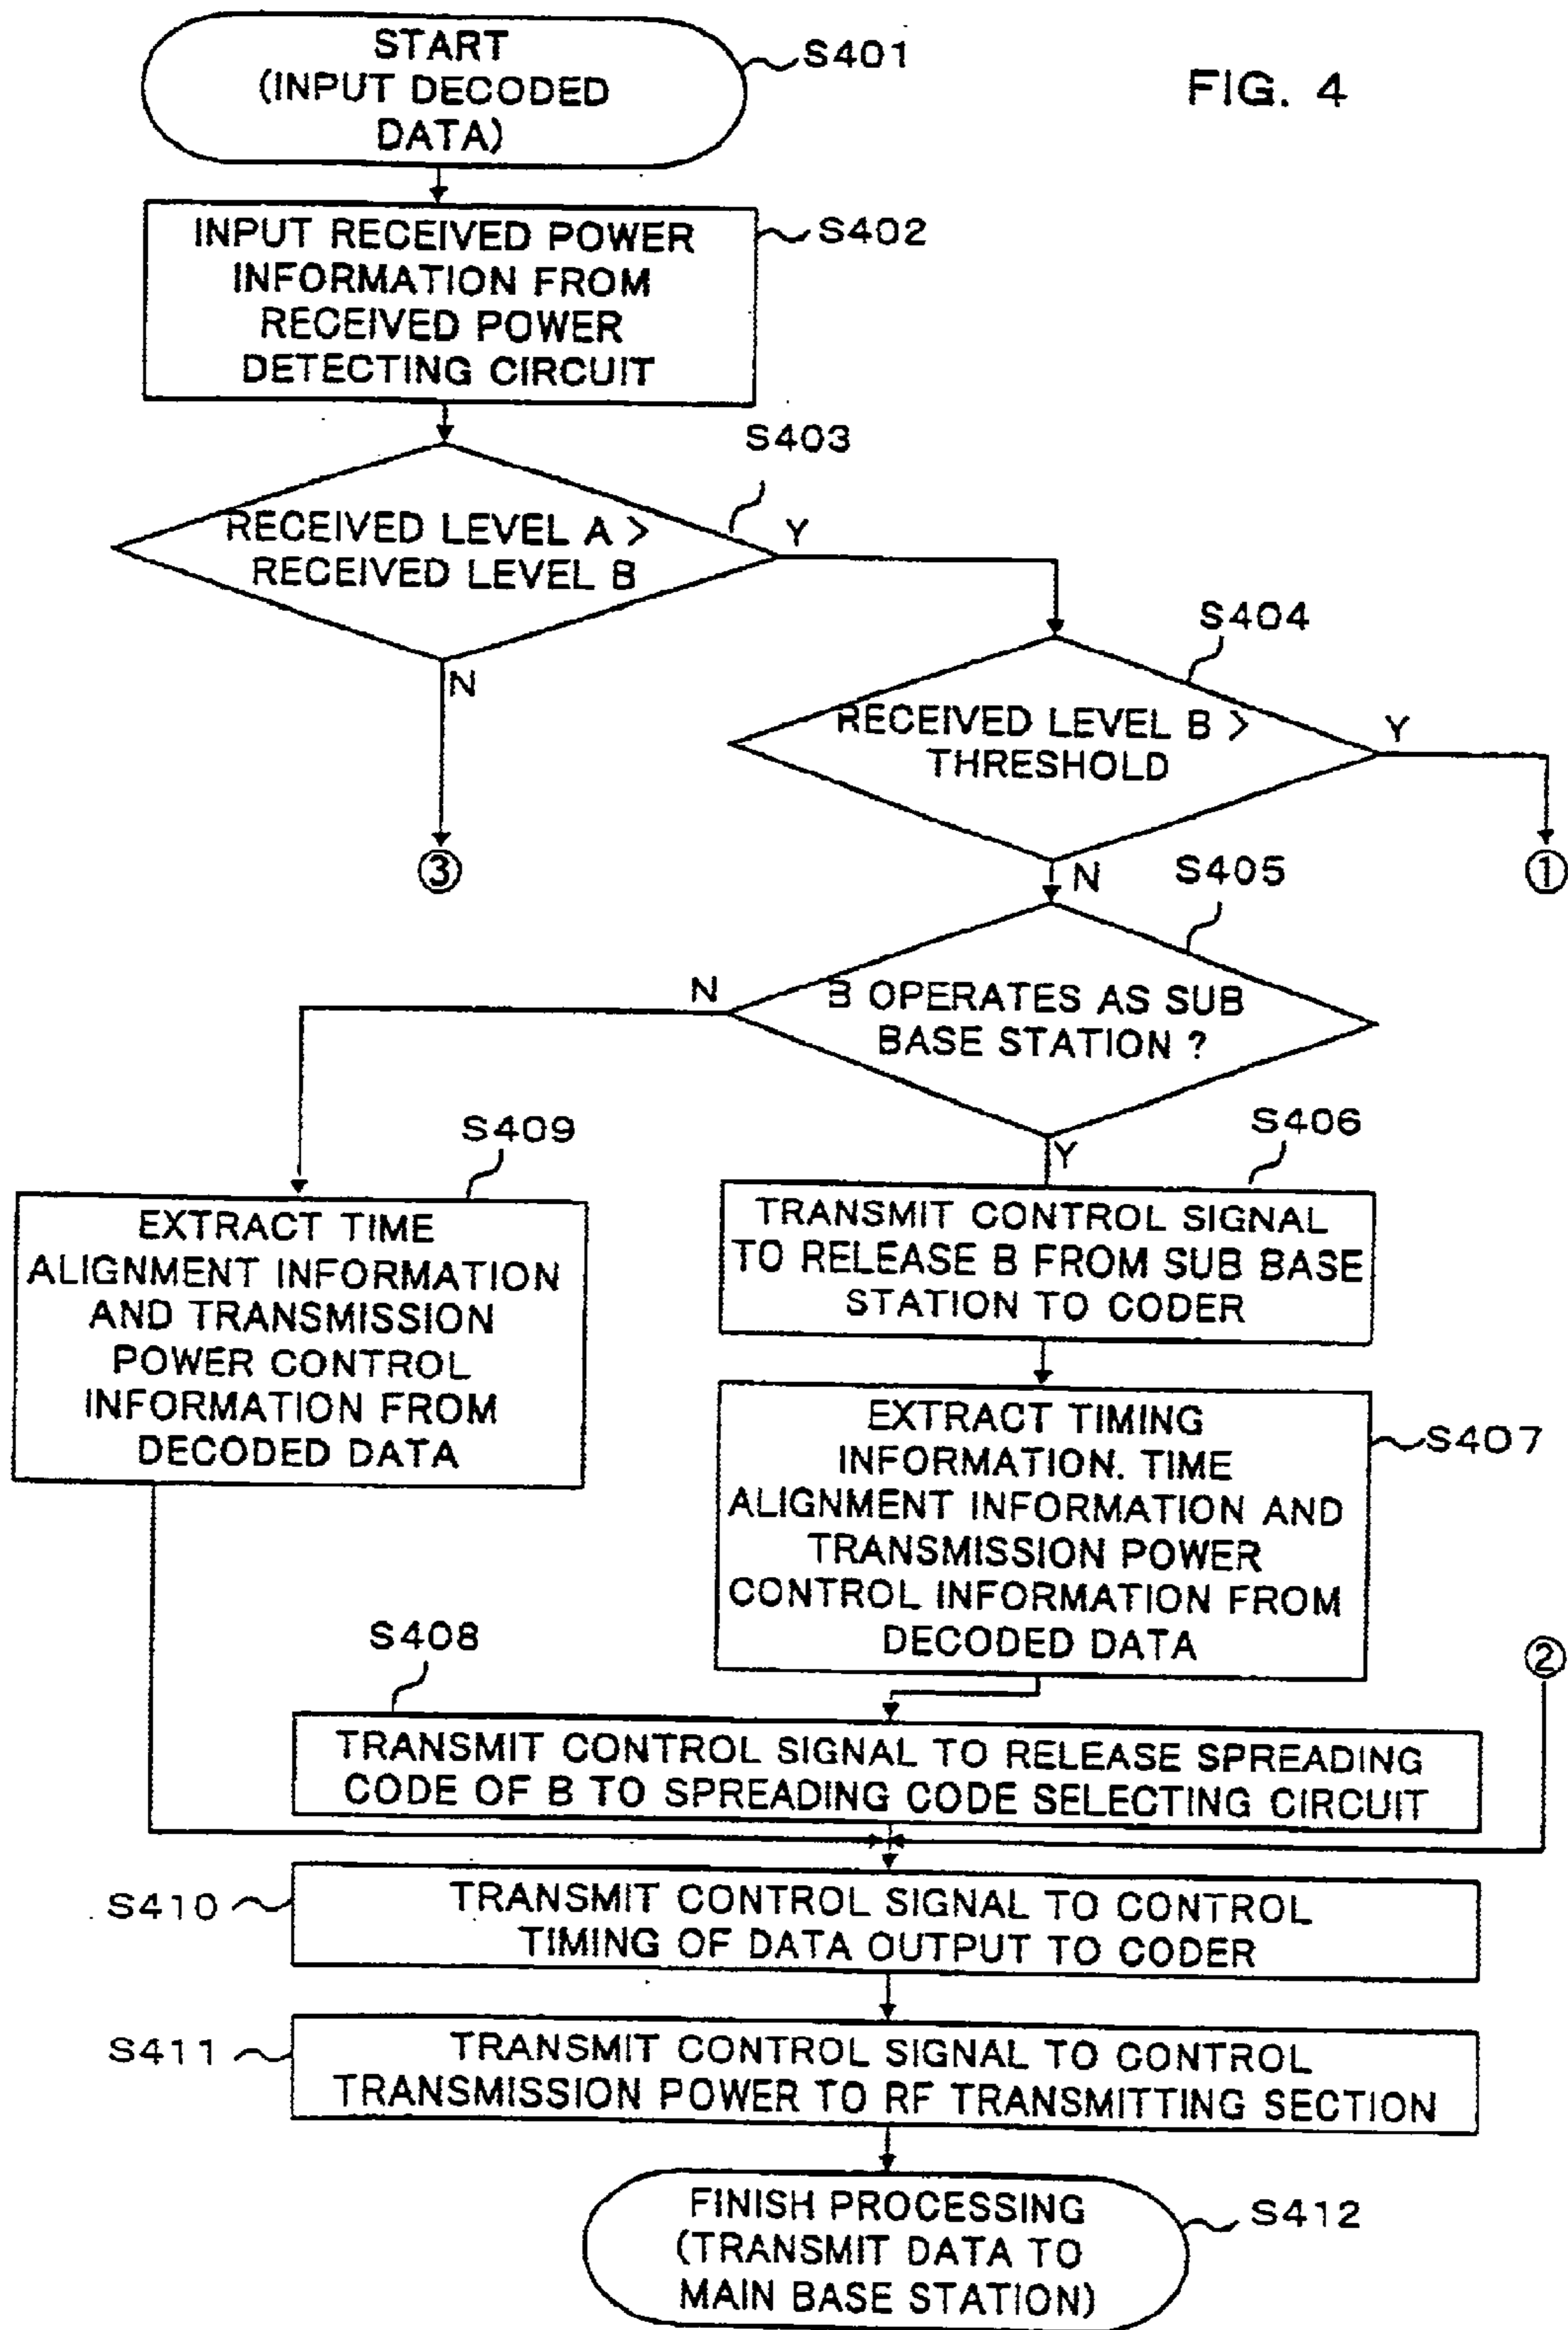 FIG. 4
START
(INPUT DECODED
DATA)
S401
INPUT RECEIVED POWER
INFORMATION FROM
RECEIVED POWER
DETECTING CIRCUIT
S402
RECEIVED LEVEL A >
RECEIVED LEVEL B
S403
Y
N
③
RECEIVED LEVEL B >
THRESHOLD
S404
Y
①
N
B OPERATES AS SUB
BASE STATION ?
S405
N
Y
S409
EXTRACT TIME
ALIGNMENT INFORMATION
AND TRANSMISSION
POWER CONTROL
INFORMATION FROM
DECODED DATA
S406
TRANSMIT CONTROL SIGNAL
TO RELEASE B FROM SUB BASE
STATION TO CODER
EXTRACT TIMING
INFORMATION. TIME
ALIGNMENT INFORMATION AND
TRANSMISSION POWER
CONTROL INFORMATION FROM
DECODED DATA
S407
②
S408
TRANSMIT CONTROL SIGNAL TO RELEASE SPREADING
CODE OF B TO SPREADING CODE SELECTING CIRCUIT
S410
TRANSMIT CONTROL SIGNAL TO CONTROL
TIMING OF DATA OUTPUT TO CODER
S411
TRANSMIT CONTROL SIGNAL TO CONTROL
TRANSMISSION POWER TO RF TRANSMITTING SECTION
FINISH PROCESSING
(TRANSMIT DATA TO
MAIN BASE STATION)
S412